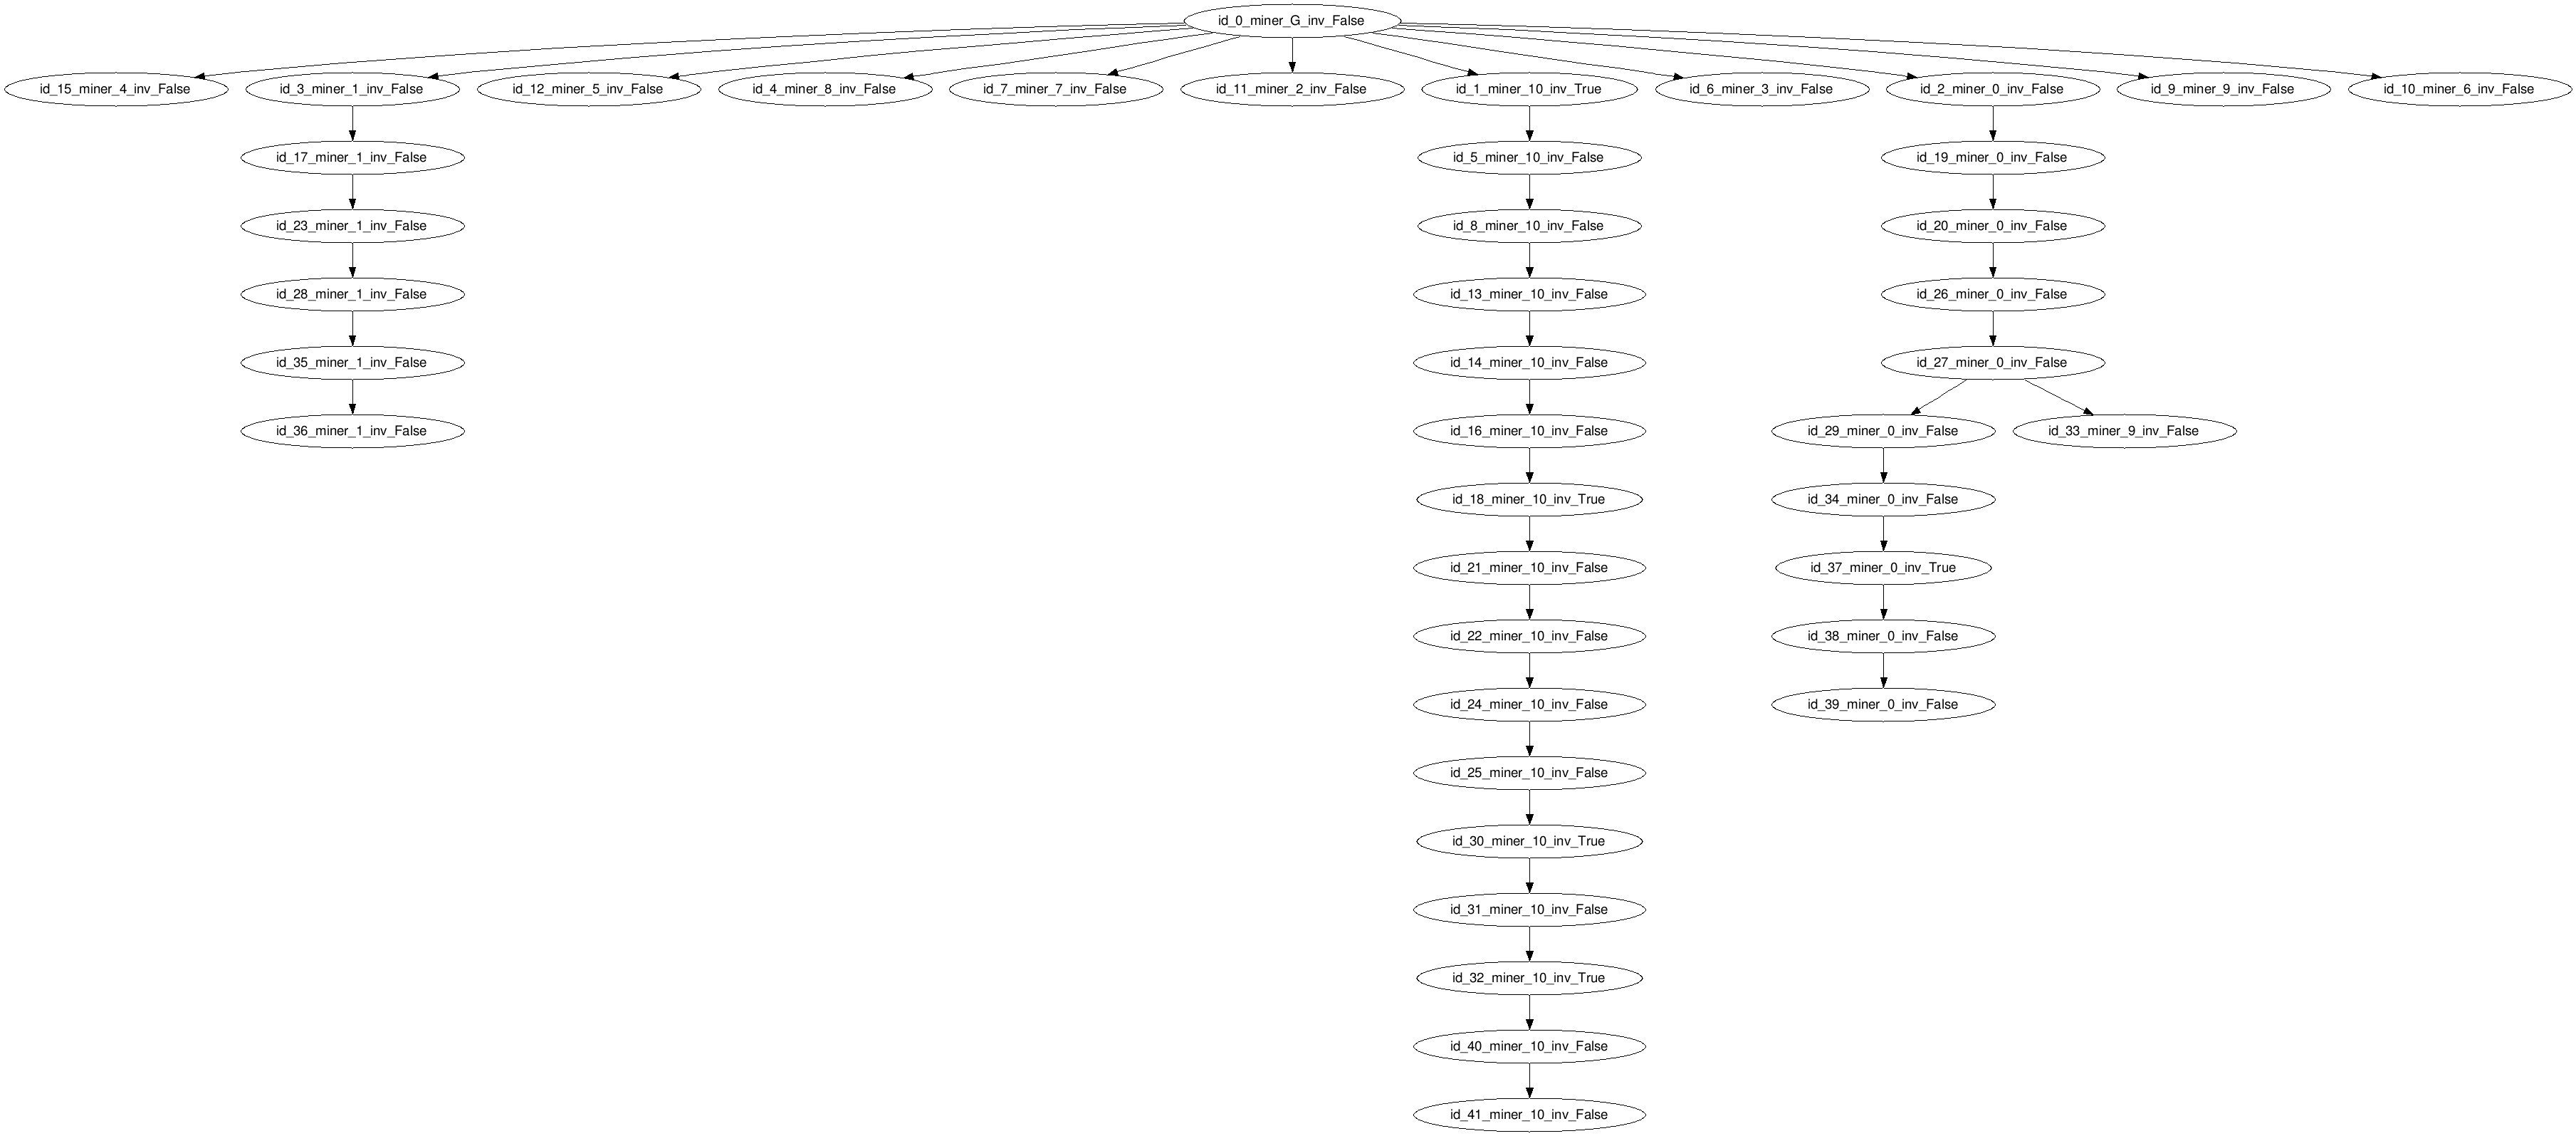 id_0_miner_G_inv_False
id_15_miner_4_inv_False
id_3_miner_1_inv_False
id_12_miner_5_inv_False
id_4_miner_8_inv_False
id_7_miner_7_inv_False
id_11_miner_2_inv_False
id_1_miner_10_inv_True
id_6_miner_3_inv_False
id_2_miner_0_inv_False
id_9_miner_9_inv_False
id_10_miner_6_inv_False
id_17_miner_1_inv_False
id_5_miner_10_inv_False
id_19_miner_0_inv_False
id_23_miner_1_inv_False
id_8_miner_10_inv_False
id_20_miner_0_inv_False
id_28_miner_1_inv_False
id_13_miner_10_inv_False
id_26_miner_0_inv_False
id_35_miner_1_inv_False
id_14_miner_10_inv_False
id_27_miner_0_inv_False
id_36_miner_1_inv_False
id_16_miner_10_inv_False
id_29_miner_0_inv_False
id_33_miner_9_inv_False
id_18_miner_10_inv_True
id_34_miner_0_inv_False
id_21_miner_10_inv_False
id_37_miner_0_inv_True
id_22_miner_10_inv_False
id_38_miner_0_inv_False
id_24_miner_10_inv_False
id_39_miner_0_inv_False
id_25_miner_10_inv_False
id_30_miner_10_inv_True
id_31_miner_10_inv_False
id_32_miner_10_inv_True
id_40_miner_10_inv_False
id_41_miner_10_inv_False